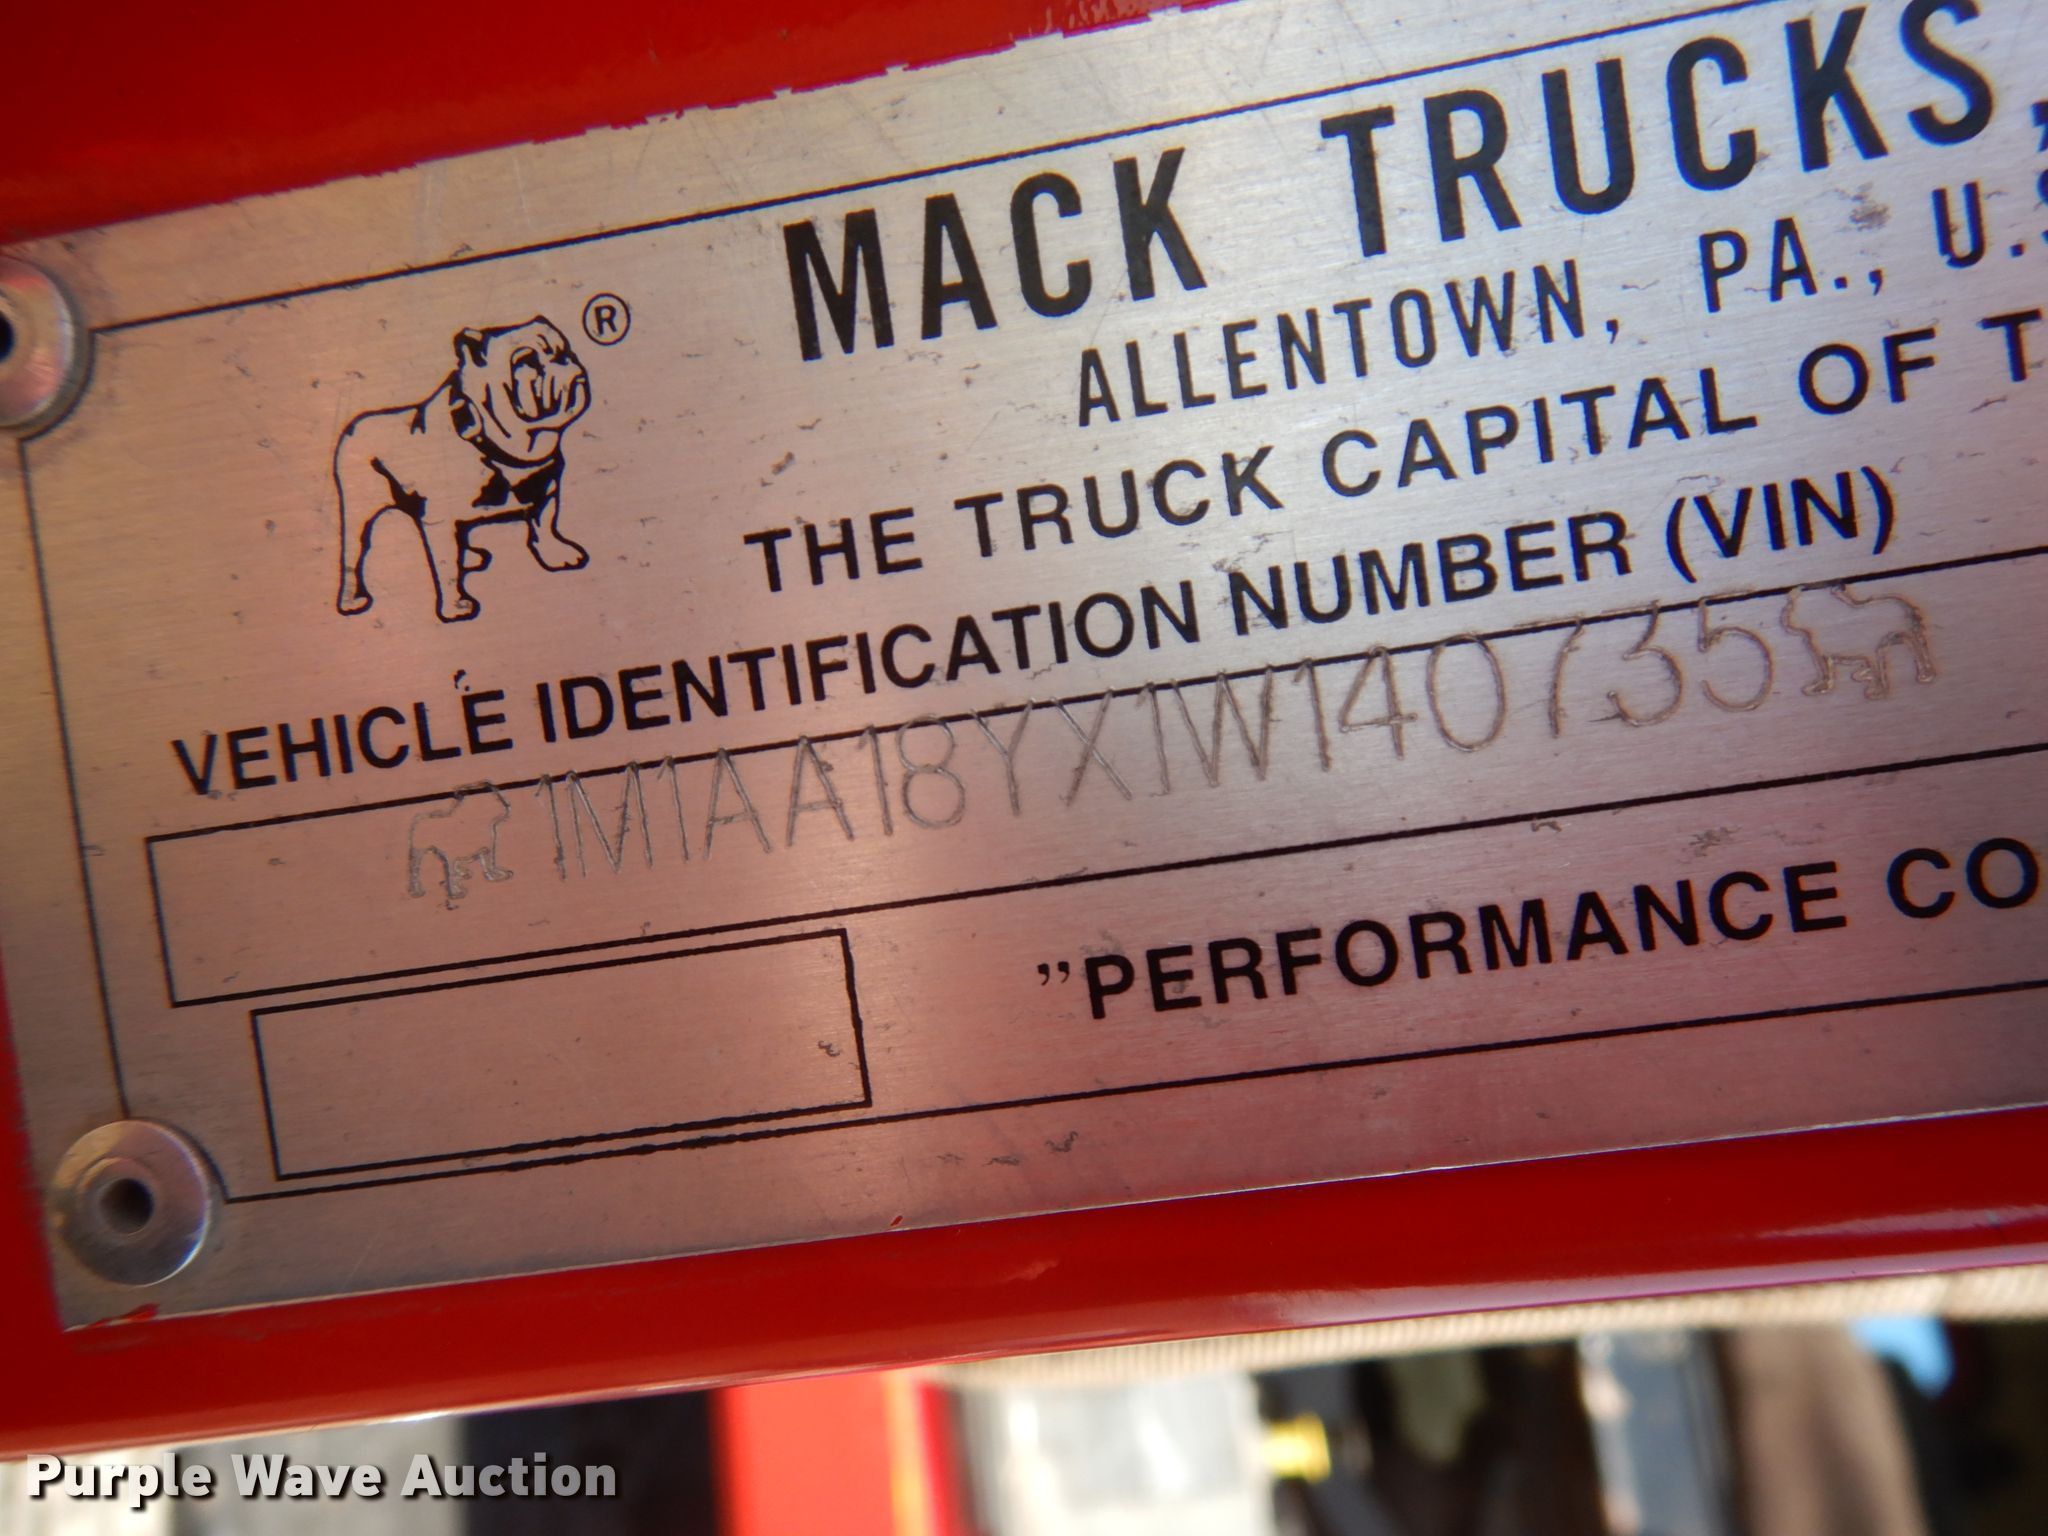 ®
MACK TRUCKS,
ALLENTOWN, PA., U.S
THE TRUCK CAPITAL OF T
VEHICLE IDENTIFICATION NUMBER (VIN)
1M1AA18YX1W140735
”PERFORMANCE CO
Purple Wave Auction